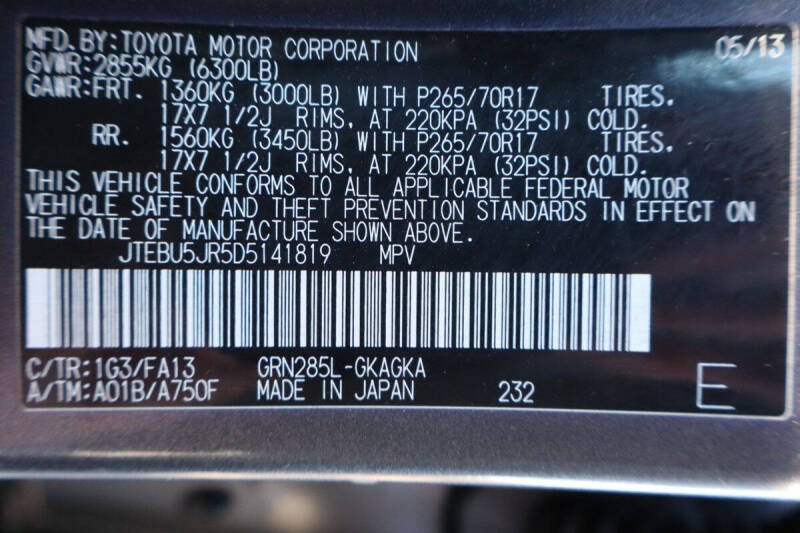 MFD.BY:TOYOTA MOTOR CORPORATION 05/13
GVWR:2855KG (6300LB)
GAWR:FRT. 1360KG (3000LB) WITH P265/70R17 TIRES,
17X7 1/2J RIMS, AT 220KPA (32PSI) COLD.
RR. 1560KG (3450LB) WITH P265/70R17 TIRES,
17X7 1/2J RIMS, AT 220KPA (32PSI) COLD.
THIS VEHICLE CONFORMS TO ALL APPLICABLE FEDERAL MOTOR
VEHICLE SAFETY AND THEFT PREVENTION STANDARDS IN EFFECT ON
THE DATE OF MANUFACTURE SHOWN ABOVE.
JTEBU5JR5D5141819 MPV
C/TR:1G3/FA13 GRN285L-GKAGKA
A/TM:A01B/A750F MADE IN JAPAN 232 E